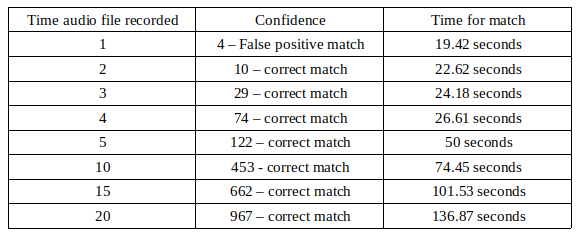 Time audio file recorded Confidence Time for match
1 4 – False positive match 19.42 seconds
2 10 – correct match 22.62 seconds
3 29 – correct match 24.18 seconds
4 74 – correct match 26.61 seconds
5 122 – correct match 50 seconds
10 453 - correct match 74.45 seconds
15 662 – correct match 101.53 seconds
20 967 – correct match 136.87 seconds